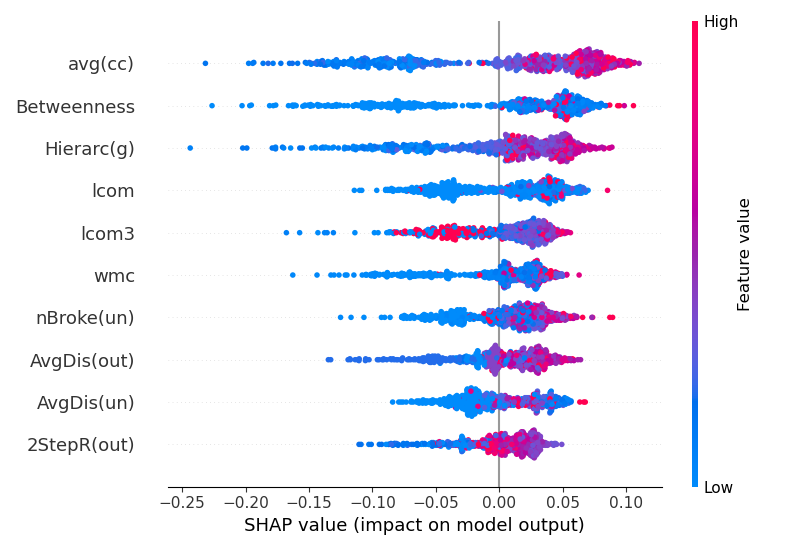 High
avg(cc)
Betweenness
Hierarc(g)
lcom
lcom3
wmc
nBroke(un)
AvgDis(out)
AvgDis(un)
2StepR(out)
Feature value
Low
−0.25 −0.20 −0.15 −0.10 −0.05 0.00 0.05 0.10
SHAP value (impact on model output)